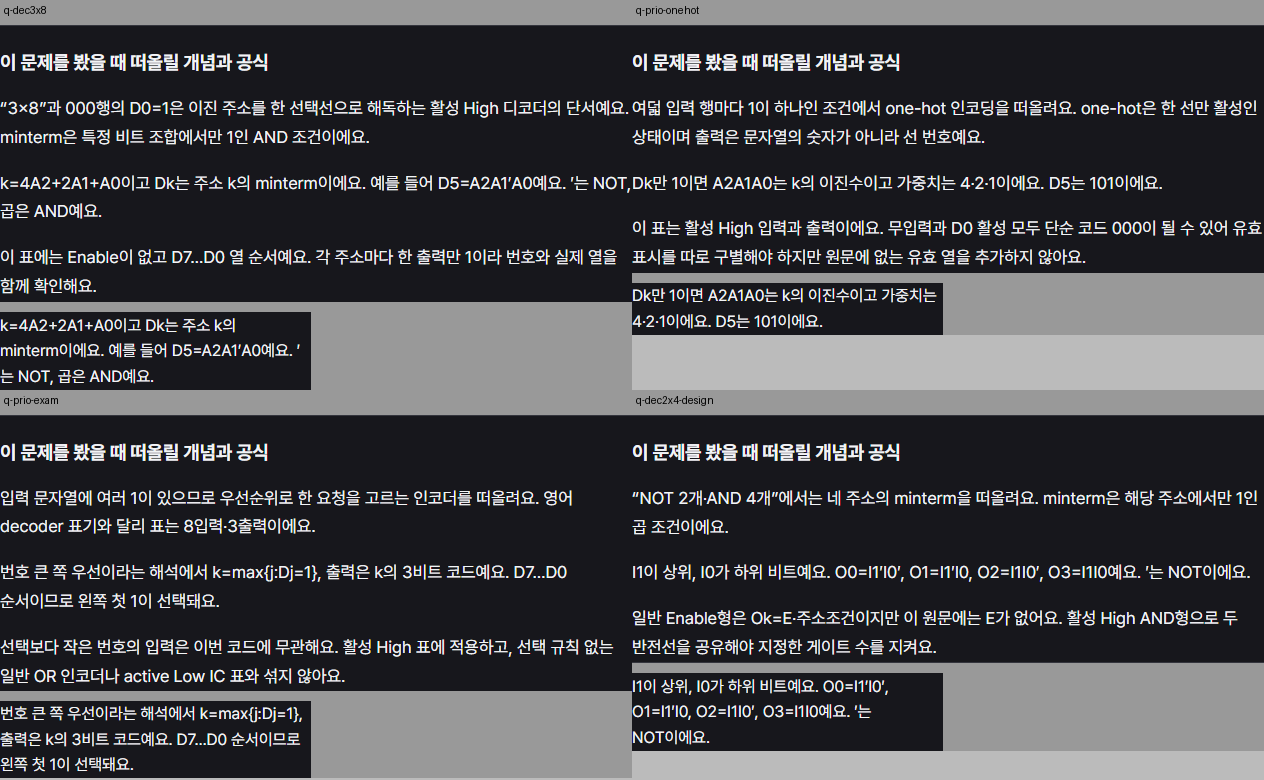 q-dec3x8
이 문제를 봤을 때 떠올릴 개념과 공식
“3×8”과 000행의 D0=1은 이진 주소를 한 선택선으로 해독하는 활성 High 디코더의 단서예요.
minterm은 특정 비트 조합에서만 1인 AND 조건이에요.
k=4A2+2A1+A0이고 Dk는 주소 k의 minterm이에요. 예를 들어 D5=A2A1′A0예요. ′는 NOT,
곱은 AND예요.
이 표에는 Enable이 없고 D7…D0 열 순서예요. 각 주소마다 한 출력만 1이라 번호와 실제 열을
함께 확인해요.
k=4A2+2A1+A0이고 Dk는 주소 k의
minterm이에요. 예를 들어 D5=A2A1′A0예요. ′
는 NOT, 곱은 AND예요.
q-prio-onehot
이 문제를 봤을 때 떠올릴 개념과 공식
여덟 입력 행마다 1이 하나인 조건에서 one-hot 인코딩을 떠올려요. one-hot은 한 선만 활성인
상태이며 출력은 문자열의 숫자가 아니라 선 번호예요.
Dk만 1이면 A2A1A0는 k의 이진수이고 가중치는 4·2·1이에요. D5는 101이에요.
이 표는 활성 High 입력과 출력이에요. 무입력과 D0 활성 모두 단순 코드 000이 될 수 있어 유효
표시를 따로 구별해야 하지만 원문에 없는 유효 열을 추가하지 않아요.
Dk만 1이면 A2A1A0는 k의 이진수이고 가중치는
4·2·1이에요. D5는 101이에요.
q-prio-exam
이 문제를 봤을 때 떠올릴 개념과 공식
입력 문자열에 여러 1이 있으므로 우선순위로 한 요청을 고르는 인코더를 떠올려요. 영어
decoder 표기와 달리 표는 8입력·3출력이에요.
번호 큰 쪽 우선이라는 해석에서 k=max{j:Dj=1}, 출력은 k의 3비트 코드예요. D7…D0
순서이므로 왼쪽 첫 1이 선택돼요.
선택보다 작은 번호의 입력은 이번 코드에 무관해요. 활성 High 표에 적용하고, 선택 규칙 없는
일반 OR 인코더나 active Low IC 표와 섞지 않아요.
번호 큰 쪽 우선이라는 해석에서 k=max{j:Dj=1},
출력은 k의 3비트 코드예요. D7…D0 순서이므로
왼쪽 첫 1이 선택돼요.
q-dec2x4-design
이 문제를 봤을 때 떠올릴 개념과 공식
“NOT 2개·AND 4개”에서는 네 주소의 minterm을 떠올려요. minterm은 해당 주소에서만 1인
곱 조건이에요.
I1이 상위, I0가 하위 비트예요. O0=I1′I0′, O1=I1′I0, O2=I1I0′, O3=I1I0예요. ′는 NOT이에요.
일반 Enable형은 Ok=E·주소조건이지만 이 원문에는 E가 없어요. 활성 High AND형으로 두
반전선을 공유해야 지정한 게이트 수를 지켜요.
I1이 상위, I0가 하위 비트예요. O0=I1′I0′,
O1=I1′I0, O2=I1I0′, O3=I1I0예요. ′는
NOT이에요.